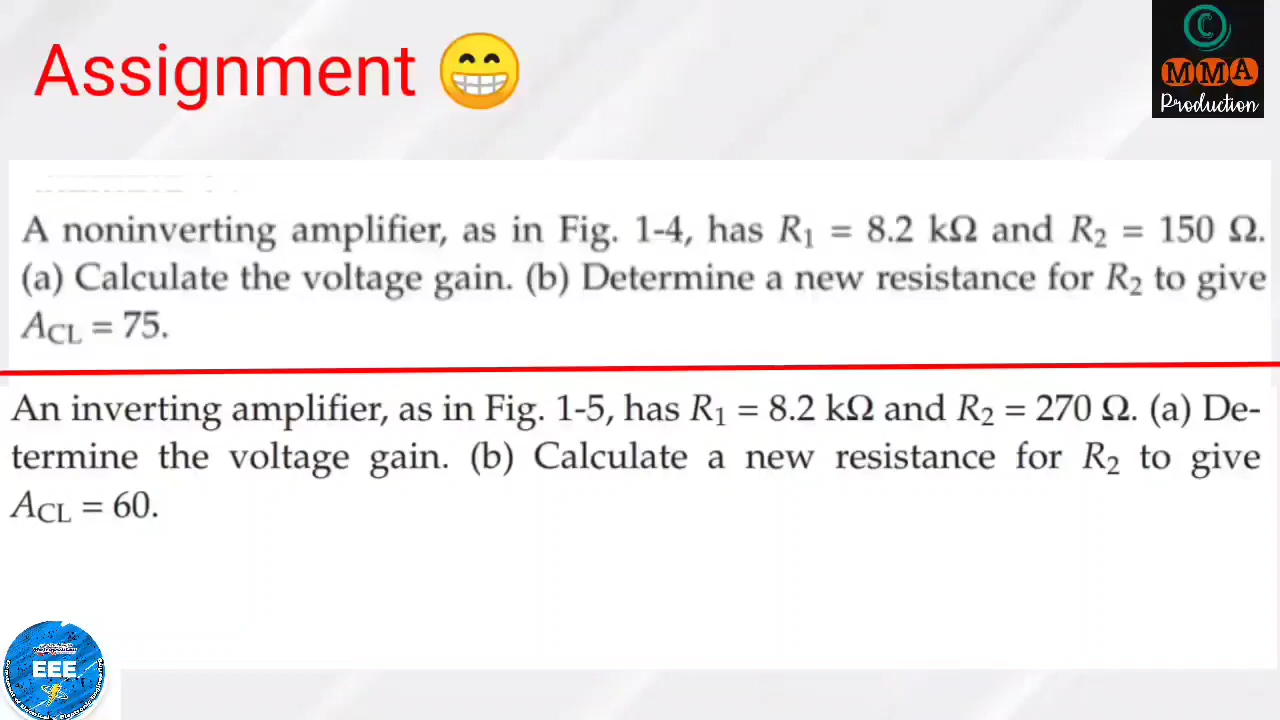 Assignment 😁
C
MMA
Production
A noninverting amplifier, as in Fig. 1-4, has R₁ = 8.2 kΩ and R₂ = 150 Ω.
(a) Calculate the voltage gain. (b) Determine a new resistance for R₂ to give
A_CL = 75.
An inverting amplifier, as in Fig. 1-5, has R₁ = 8.2 kΩ and R₂ = 270 Ω. (a) De-
termine the voltage gain. (b) Calculate a new resistance for R₂ to give
A_CL = 60.
EEE